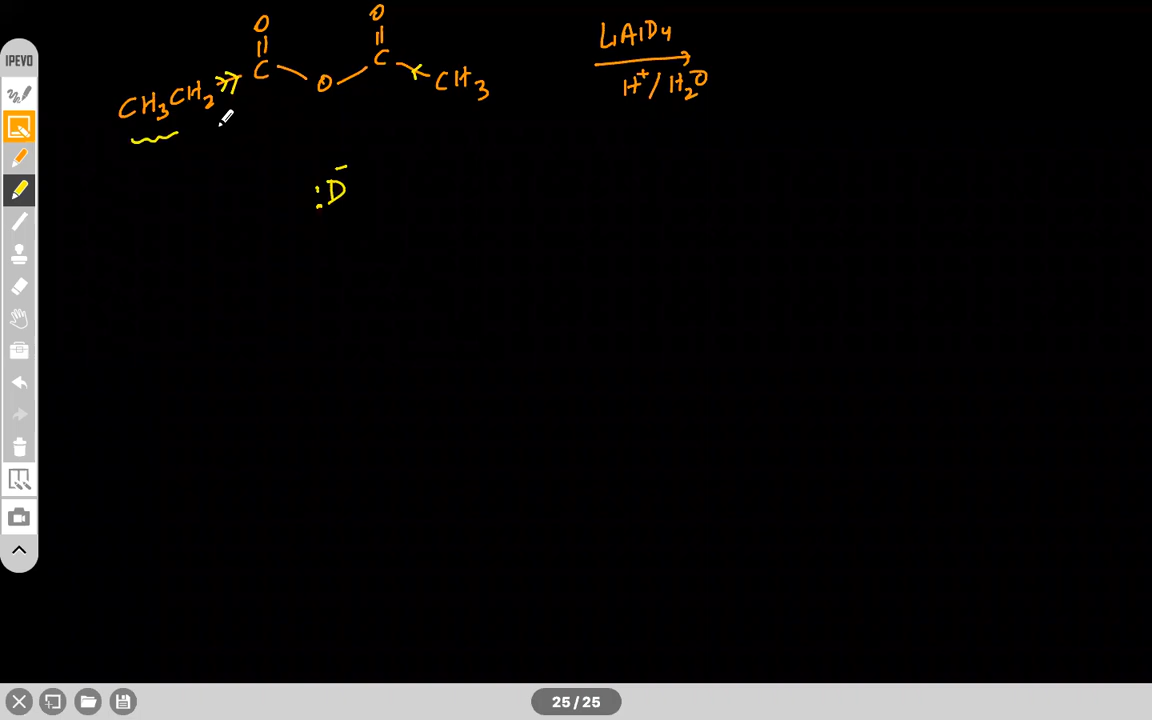 IPEVO
O O
|| ||
CH₃CH₂ C O C CH₃
LiAlD₄
H⁺/H₂O
:D⁻
25 / 25